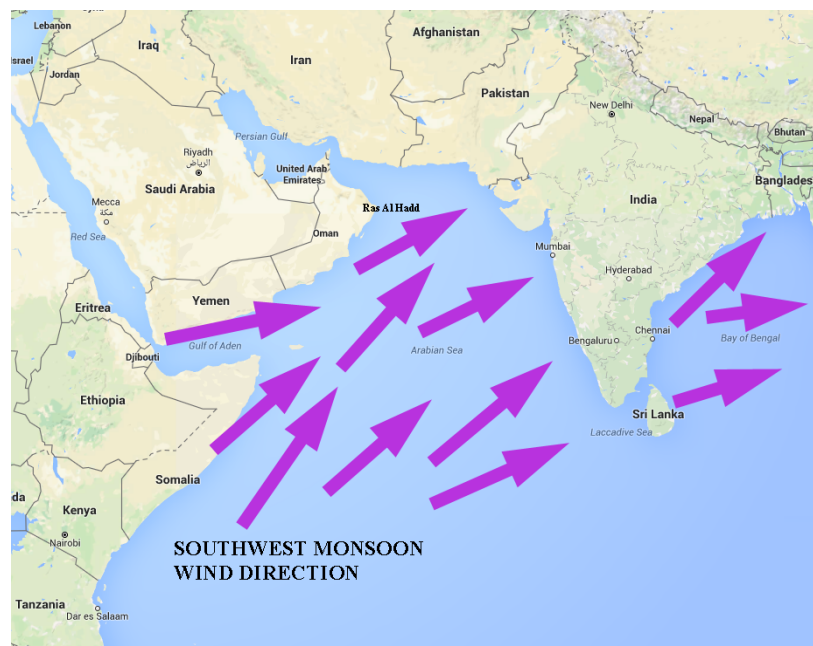 Syria
Lebanon
Israel
Iraq
Jordan
Iran
Afghanistan
Pakistan
New Delhi
Nepal
Bhutan
Bangladesh
Persian Gulf
Riyadh
الرياض
Saudi Arabia
United Arab
Emirates
Mecca
مكة
Red Sea
Ras Al Hadd
Oman
India
Mumbai
Hyderabad
Eritrea
Yemen
Gulf of Aden
Djibouti
Arabian Sea
Bengaluru
Chennai
Bay of Bengal
Ethiopia
Sri Lanka
Laccadive Sea
Somalia
da
Kenya
Nairobi
SOUTHWEST MONSOON
WIND DIRECTION
Tanzania
Dar es Salaam